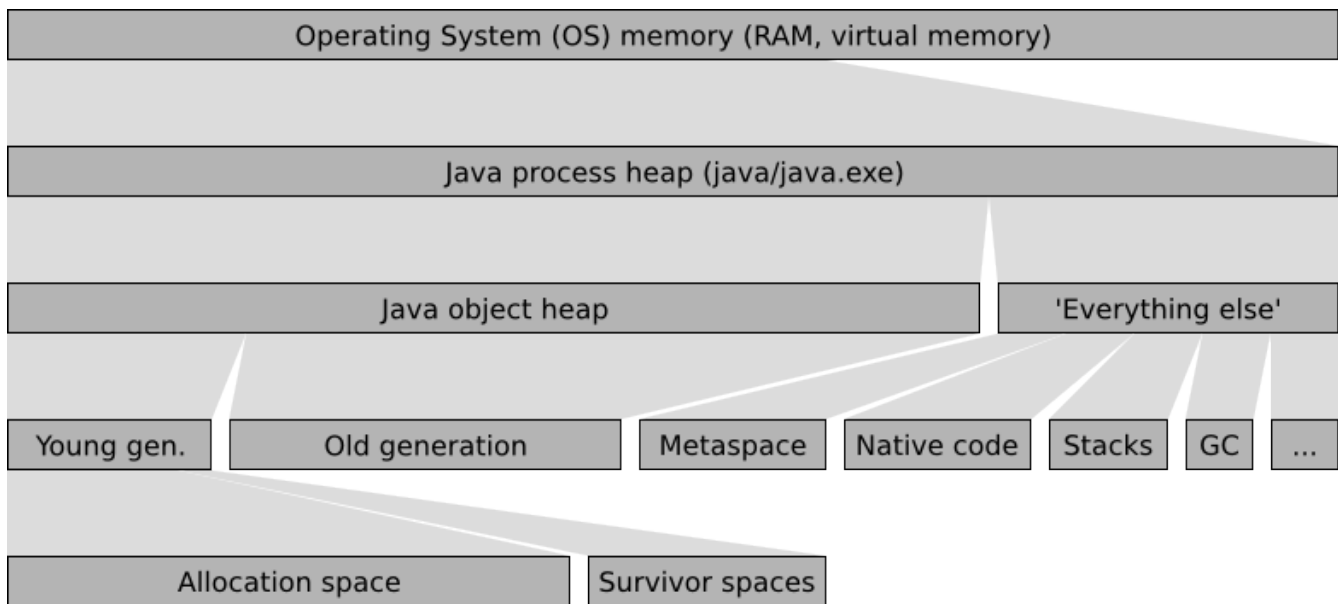 Operating System (OS) memory (RAM, virtual memory)
Java process heap (java/java.exe)
Java object heap
'Everything else'
Young gen.
Old generation
Metaspace
Native code
Stacks
GC
...
Allocation space
Survivor spaces